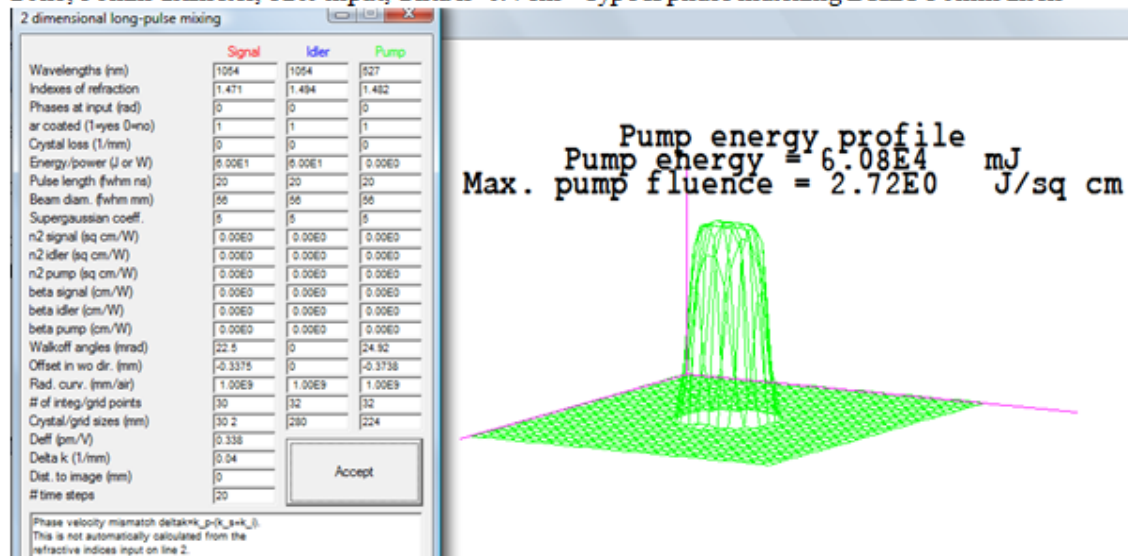 2 dimensional long-pulse mixing
Signal Idler Pump
Wavelengths (nm) 1054 1054 527
Indexes of refraction 1.471 1.494 1.482
Phases at input (rad) 0 0 0
ar coated (1=yes 0=no) 1 1 1
Crystal loss (1/mm) 0 0 0
Energy/power (J or W) 6.00E1 6.00E1 0.00E0
Pulse length (fwhm ns) 20 20 20
Beam diam. (fwhm mm) 56 56 56
Supergaussian coeff. 5 5 5
n2 signal (sq cm/W) 0.00E0 0.00E0 0.00E0
n2 idler (sq cm/W) 0.00E0 0.00E0 0.00E0
n2 pump (sq cm/W) 0.00E0 0.00E0 0.00E0
beta signal (cm/W) 0.00E0 0.00E0 0.00E0
beta idler (cm/W) 0.00E0 0.00E0 0.00E0
beta pump (cm/W) 0.00E0 0.00E0 0.00E0
Walkoff angles (mrad) 22.5 0 24.92
Offset in wo dir. (mm) -0.3375 0 -0.3738
Rad. curv. (mm/air) 1.00E9 1.00E9 1.00E9
# of integ/grid points 30 32 32
Crystal/grid sizes (mm) 30 2 280 224
Deff (pm/V) 0.338
Delta k (1/mm) 0.04
Dist. to image (mm) 0
# time steps 20
Accept
Phase velocity mismatch deltak=k_p-(k_s+k_i).
This is not automatically calculated from the
refractive indices input on line 2.
Pump energy profile
Pump energy = 6.08E4 mJ
Max. pump fluence = 2.72E0 J/sq cm